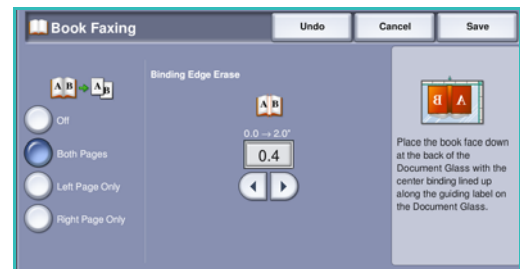 Book Faxing
Undo
Cancel
Save
A B A B
Off
Both Pages
Left Page Only
Right Page Only
Binding Edge Erase
A B
0.0 → 2.0"
0.4
B A
Place the book face down
at the back of the
Document Glass with the
center binding lined up
along the guiding label on
the Document Glass.